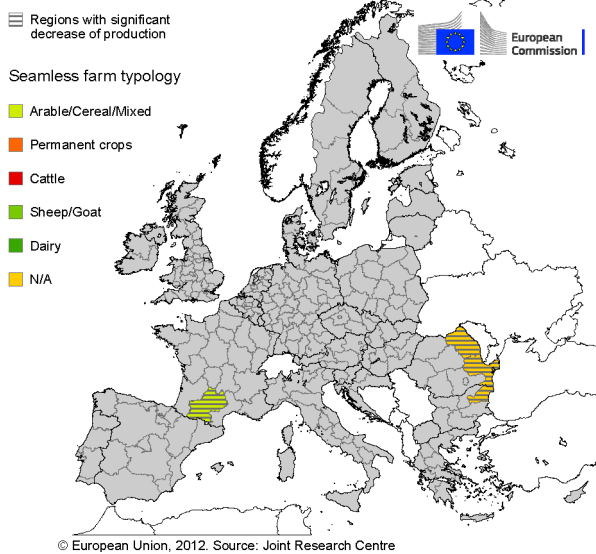 Regions with significant
decrease of production
European
Commission
Seamless farm typology
Arable/Cereal/Mixed
Permanent crops
Cattle
Sheep/Goat
Dairy
N/A
© European Union, 2012. Source: Joint Research Centre